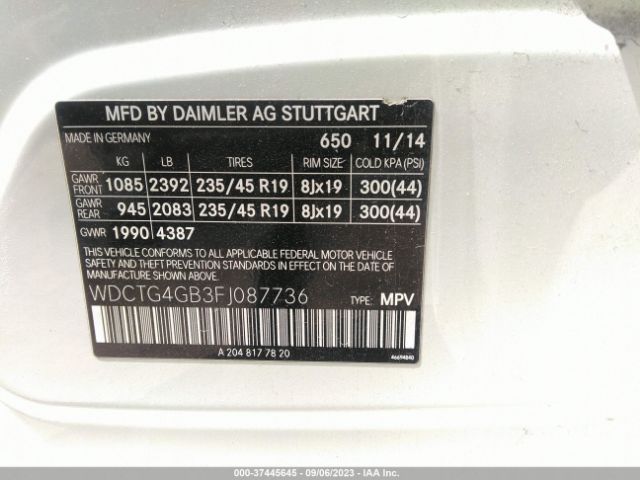 MFD BY DAIMLER AG STUTTGART
MADE IN GERMANY 650 11/14
KG LB TIRES RIM SIZE COLD KPA (PSI)
GAWR FRONT 1085 2392 235/45 R19 8Jx19 300(44)
GAWR REAR 945 2083 235/45 R19 8Jx19 300(44)
GVWR 1990 4387
THIS VEHICLE CONFORMS TO ALL APPLICABLE FEDERAL MOTOR VEHICLE
SAFETY AND THEFT PREVENTION STANDARDS IN EFFECT ON THE DATE OF
MANUFACTURE SHOWN ABOVE.
WDCTG4GB3FJ087736 TYPE: MPV
A 204 817 78 20 46694840
000-37445645 - 09/06/2023 - IAA Inc.